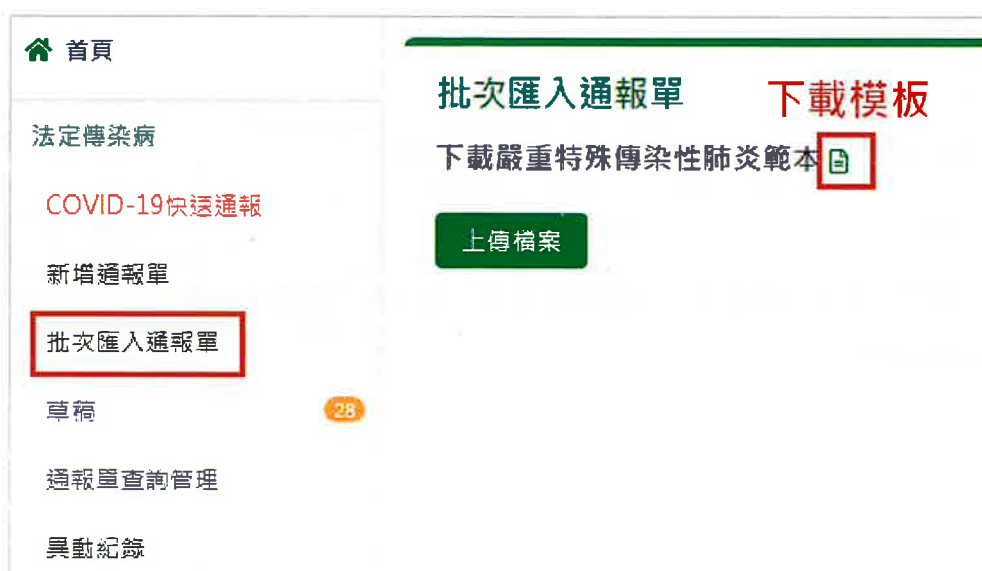 首頁
法定傳染病
COVID-19快速通報
新增通報單
批次匯入通報單
草稿
28
通報單查詢管理
異動紀錄
批次匯入通報單
下載模板
下載嚴重特殊傳染性肺炎範本
上傳檔案